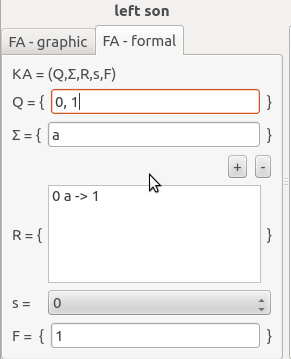 left son
FA - graphic FA - formal
KA = (Q,Σ,R,s,F)
Q = { 0, 1 }
Σ = { a }
+ -
0 a -> 1
R = { }
s = 0
F = { 1 }